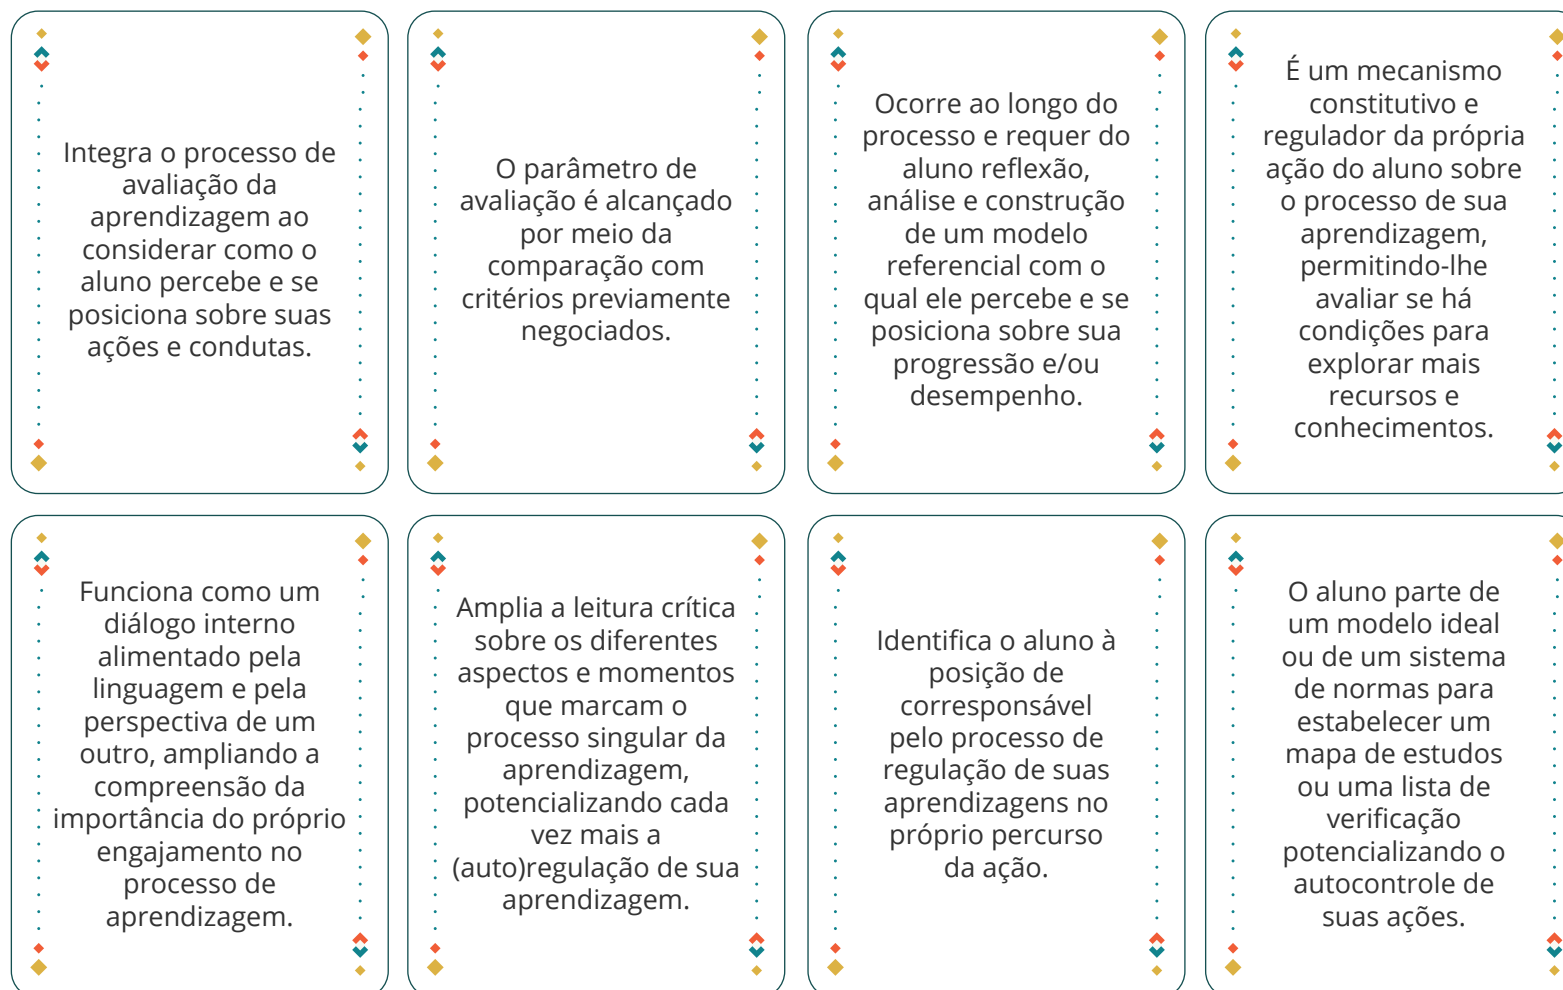 Integra o processo de
avaliação da
aprendizagem ao
considerar como o
aluno percebe e se
posiciona sobre suas
ações e condutas.
O parâmetro de
avaliação é alcançado
por meio da
comparação com
critérios previamente
negociados.
Ocorre ao longo do
processo e requer do
aluno reflexão,
análise e construção
de um modelo
referencial com o
qual ele percebe e se
posiciona sobre sua
progressão e/ou
desempenho.
É um mecanismo
constitutivo e
regulador da própria
ação do aluno sobre
o processo de sua
aprendizagem,
permitindo-lhe
avaliar se há
condições para
explorar mais
recursos e
conhecimentos.
Funciona como um
diálogo interno
alimentado pela
linguagem e pela
perspectiva de um
outro, ampliando a
compreensão da
importância do próprio
engajamento no
processo de
aprendizagem.
Amplia a leitura crítica
sobre os diferentes
aspectos e momentos
que marcam o
processo singular da
aprendizagem,
potencializando cada
vez mais a
(auto)regulação de sua
aprendizagem.
Identifica o aluno à
posição de
corresponsável
pelo processo de
regulação de suas
aprendizagens no
próprio percurso
da ação.
O aluno parte de
um modelo ideal
ou de um sistema
de normas para
estabelecer um
mapa de estudos
ou uma lista de
verificação
potencializando o
autocontrole de
suas ações.